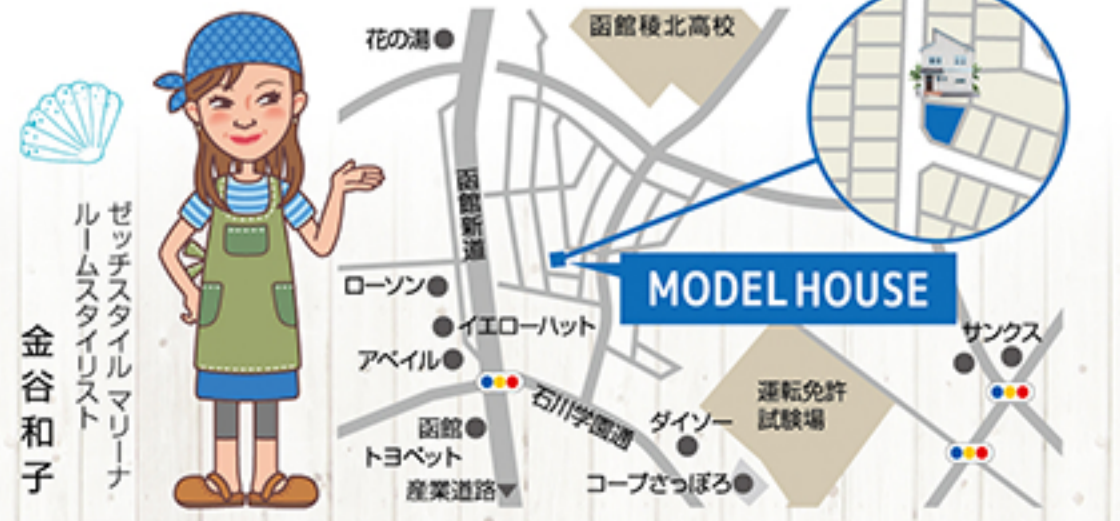 ゼッチスタイル マリーナ
ルームスタイリスト
金谷和子
花の湯
函館稜北高校
函館新道
MODEL HOUSE
ローソン
イエローハット
アベイル
サンクス
石川学園通
運転免許
試験場
ダイソー
函館
トヨペット
コープさっぽろ
産業道路